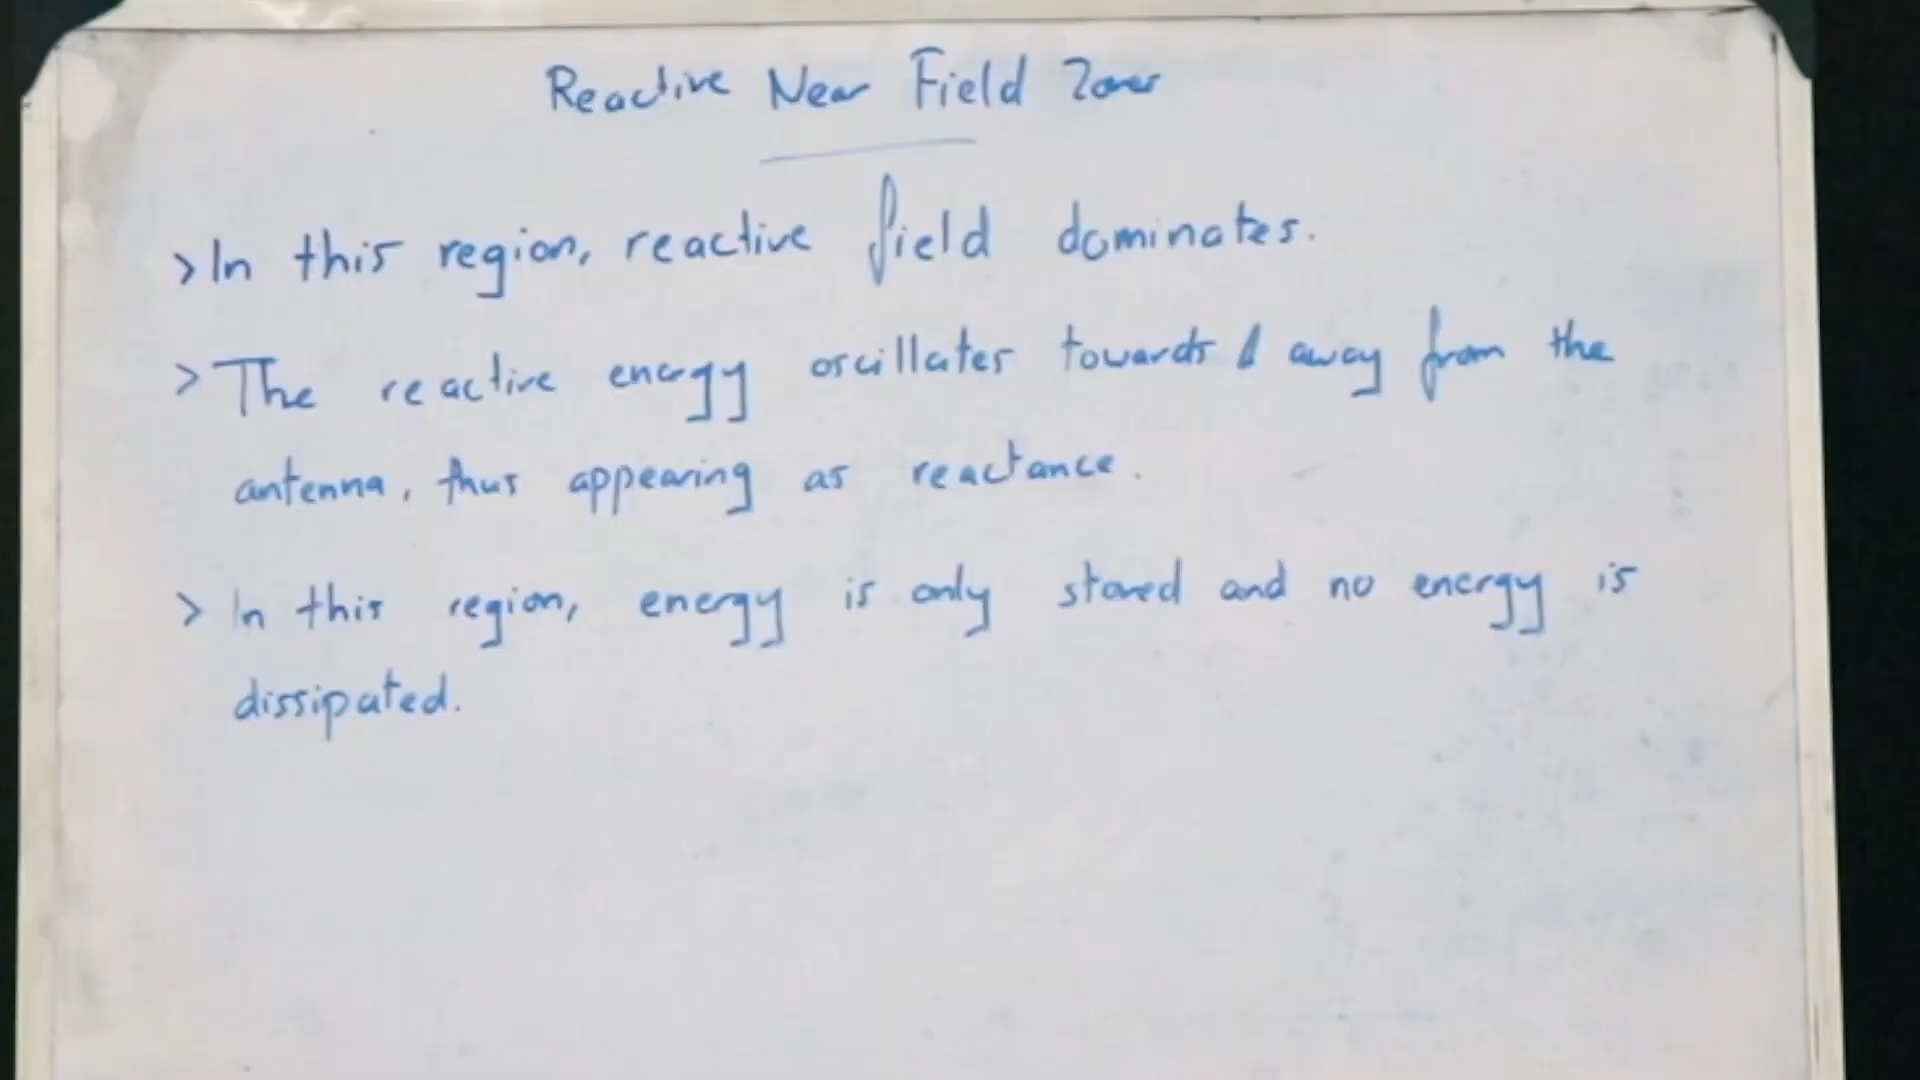 Reactive Near Field Zones
> In this region, reactive field dominates.
> The reactive energy oscillates towards & away from the
antenna, thus appearing as reactance.
> In this region, energy is only stored and no energy is
dissipated.